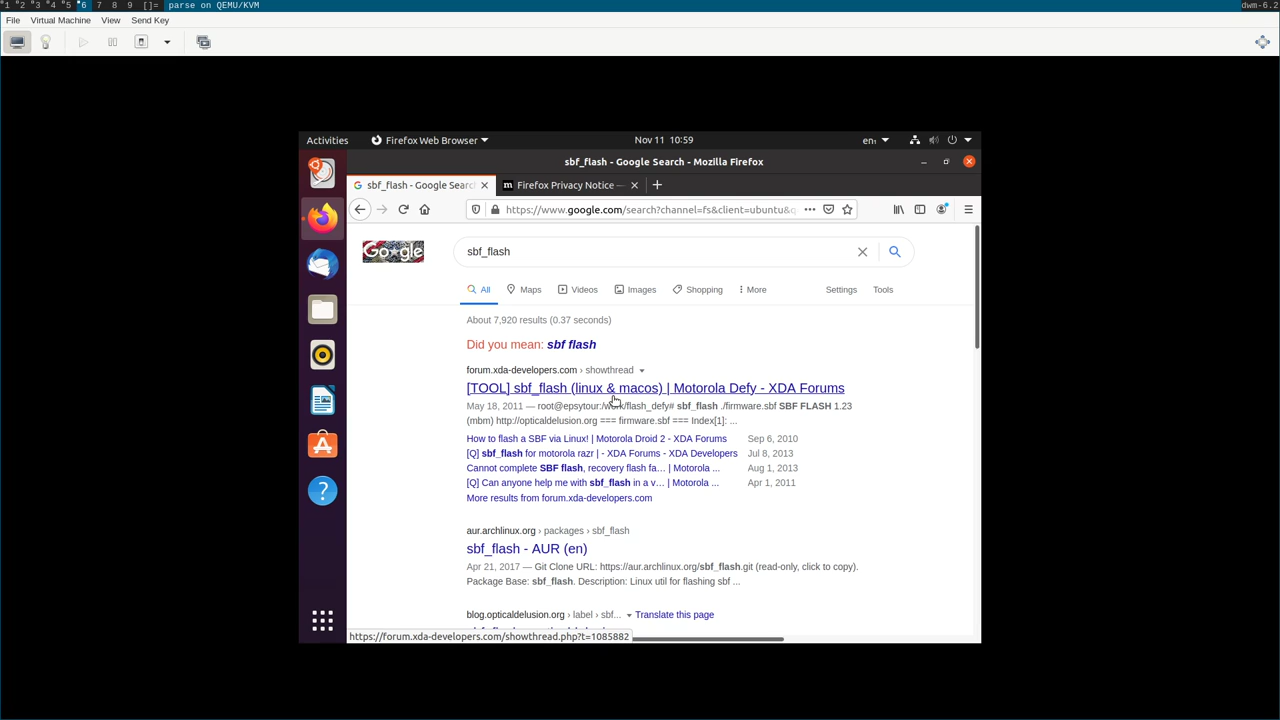 1 2 3 4 5 6 7 8 9 []= parse on QEMU/KVM dwm-6.2
File Virtual Machine View Send Key
Activities Firefox Web Browser Nov 11 10:59 en1
sbf_flash - Google Search - Mozilla Firefox
sbf_flash - Google Searc Firefox Privacy Notice —
https://www.google.com/search?channel=fs&client=ubuntu&q
Google sbf_flash
All Maps Videos Images Shopping More Settings Tools
About 7,920 results (0.37 seconds)
Did you mean: sbf flash
forum.xda-developers.com › showthread
[TOOL] sbf_flash (linux & macos) | Motorola Defy - XDA Forums
May 18, 2011 — root@epsytour:/work/flash_defy# sbf_flash ./firmware.sbf SBF FLASH 1.23
(mbm) http://opticaldelusion.org === firmware.sbf === Index[1]: ...
How to flash a SBF via Linux! | Motorola Droid 2 - XDA Forums Sep 6, 2010
[Q] sbf_flash for motorola razr | - XDA Forums - XDA Developers Jul 8, 2013
Cannot complete SBF flash, recovery flash fa... | Motorola ... Aug 1, 2013
[Q] Can anyone help me with sbf_flash in a v... | Motorola ... Apr 1, 2011
More results from forum.xda-developers.com
aur.archlinux.org › packages › sbf_flash
sbf_flash - AUR (en)
Apr 21, 2017 — Git Clone URL: https://aur.archlinux.org/sbf_flash.git (read-only, click to copy).
Package Base: sbf_flash. Description: Linux util for flashing sbf ...
blog.opticaldelusion.org › label › sbf... Translate this page
https://forum.xda-developers.com/showthread.php?t=1085882